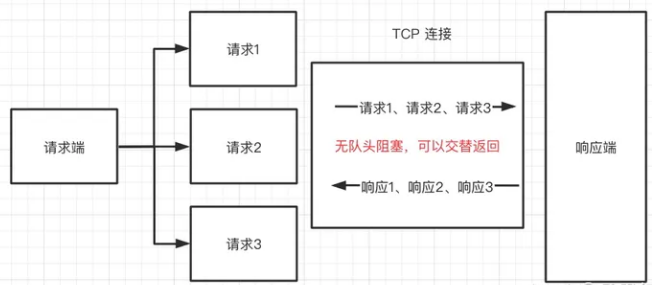 请求1
TCP 连接
请求1、请求2、请求3
请求端
请求2
无队头阻塞，可以交替返回
响应端
响应1、响应2、响应3
请求3